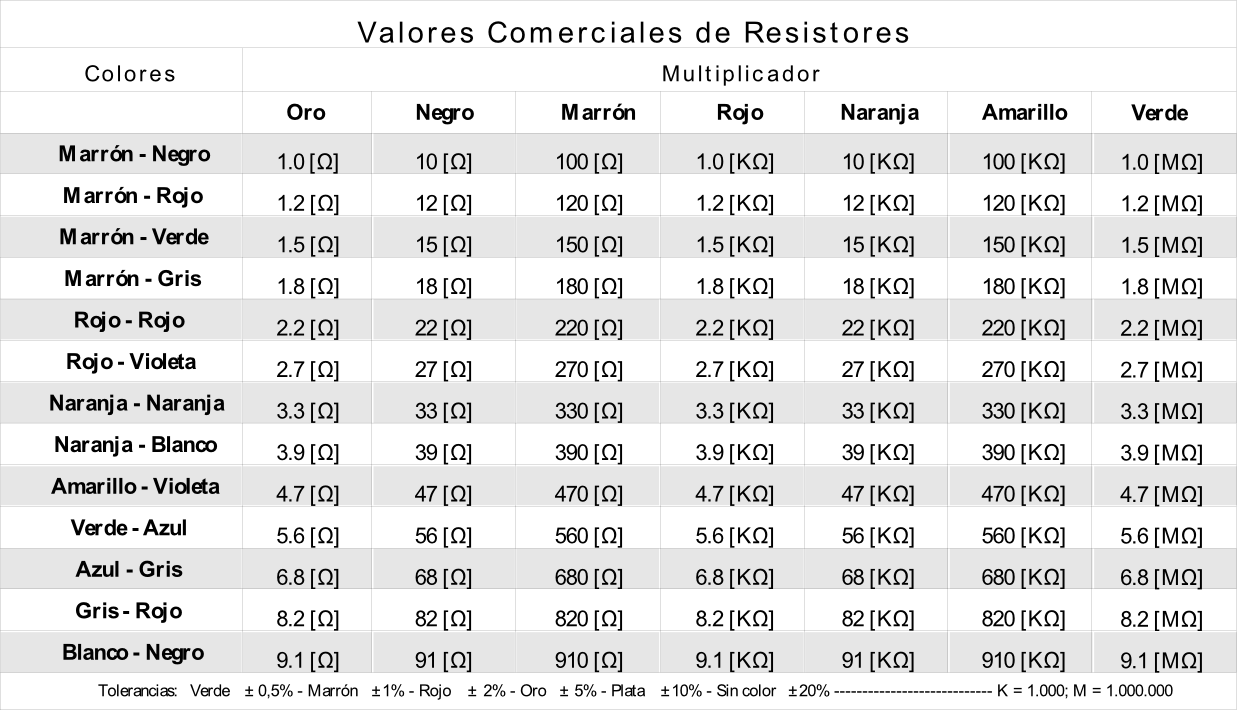 Valores Comerciales de Resistores
Colores Multiplicador
Oro Negro Marrón Rojo Naranja Amarillo Verde
Marrón - Negro 1.0 [Ω] 10 [Ω] 100 [Ω] 1.0 [KΩ] 10 [KΩ] 100 [KΩ] 1.0 [MΩ]
Marrón - Rojo 1.2 [Ω] 12 [Ω] 120 [Ω] 1.2 [KΩ] 12 [KΩ] 120 [KΩ] 1.2 [MΩ]
Marrón - Verde 1.5 [Ω] 15 [Ω] 150 [Ω] 1.5 [KΩ] 15 [KΩ] 150 [KΩ] 1.5 [MΩ]
Marrón - Gris 1.8 [Ω] 18 [Ω] 180 [Ω] 1.8 [KΩ] 18 [KΩ] 180 [KΩ] 1.8 [MΩ]
Rojo - Rojo 2.2 [Ω] 22 [Ω] 220 [Ω] 2.2 [KΩ] 22 [KΩ] 220 [KΩ] 2.2 [MΩ]
Rojo - Violeta 2.7 [Ω] 27 [Ω] 270 [Ω] 2.7 [KΩ] 27 [KΩ] 270 [KΩ] 2.7 [MΩ]
Naranja - Naranja 3.3 [Ω] 33 [Ω] 330 [Ω] 3.3 [KΩ] 33 [KΩ] 330 [KΩ] 3.3 [MΩ]
Naranja - Blanco 3.9 [Ω] 39 [Ω] 390 [Ω] 3.9 [KΩ] 39 [KΩ] 390 [KΩ] 3.9 [MΩ]
Amarillo - Violeta 4.7 [Ω] 47 [Ω] 470 [Ω] 4.7 [KΩ] 47 [KΩ] 470 [KΩ] 4.7 [MΩ]
Verde - Azul 5.6 [Ω] 56 [Ω] 560 [Ω] 5.6 [KΩ] 56 [KΩ] 560 [KΩ] 5.6 [MΩ]
Azul - Gris 6.8 [Ω] 68 [Ω] 680 [Ω] 6.8 [KΩ] 68 [KΩ] 680 [KΩ] 6.8 [MΩ]
Gris - Rojo 8.2 [Ω] 82 [Ω] 820 [Ω] 8.2 [KΩ] 82 [KΩ] 820 [KΩ] 8.2 [MΩ]
Blanco - Negro 9.1 [Ω] 91 [Ω] 910 [Ω] 9.1 [KΩ] 91 [KΩ] 910 [KΩ] 9.1 [MΩ]
Tolerancias: Verde ± 0,5% - Marrón ±1% - Rojo ± 2% - Oro ± 5% - Plata ±10% - Sin color ±20% ---------------------------- K = 1.000; M = 1.000.000